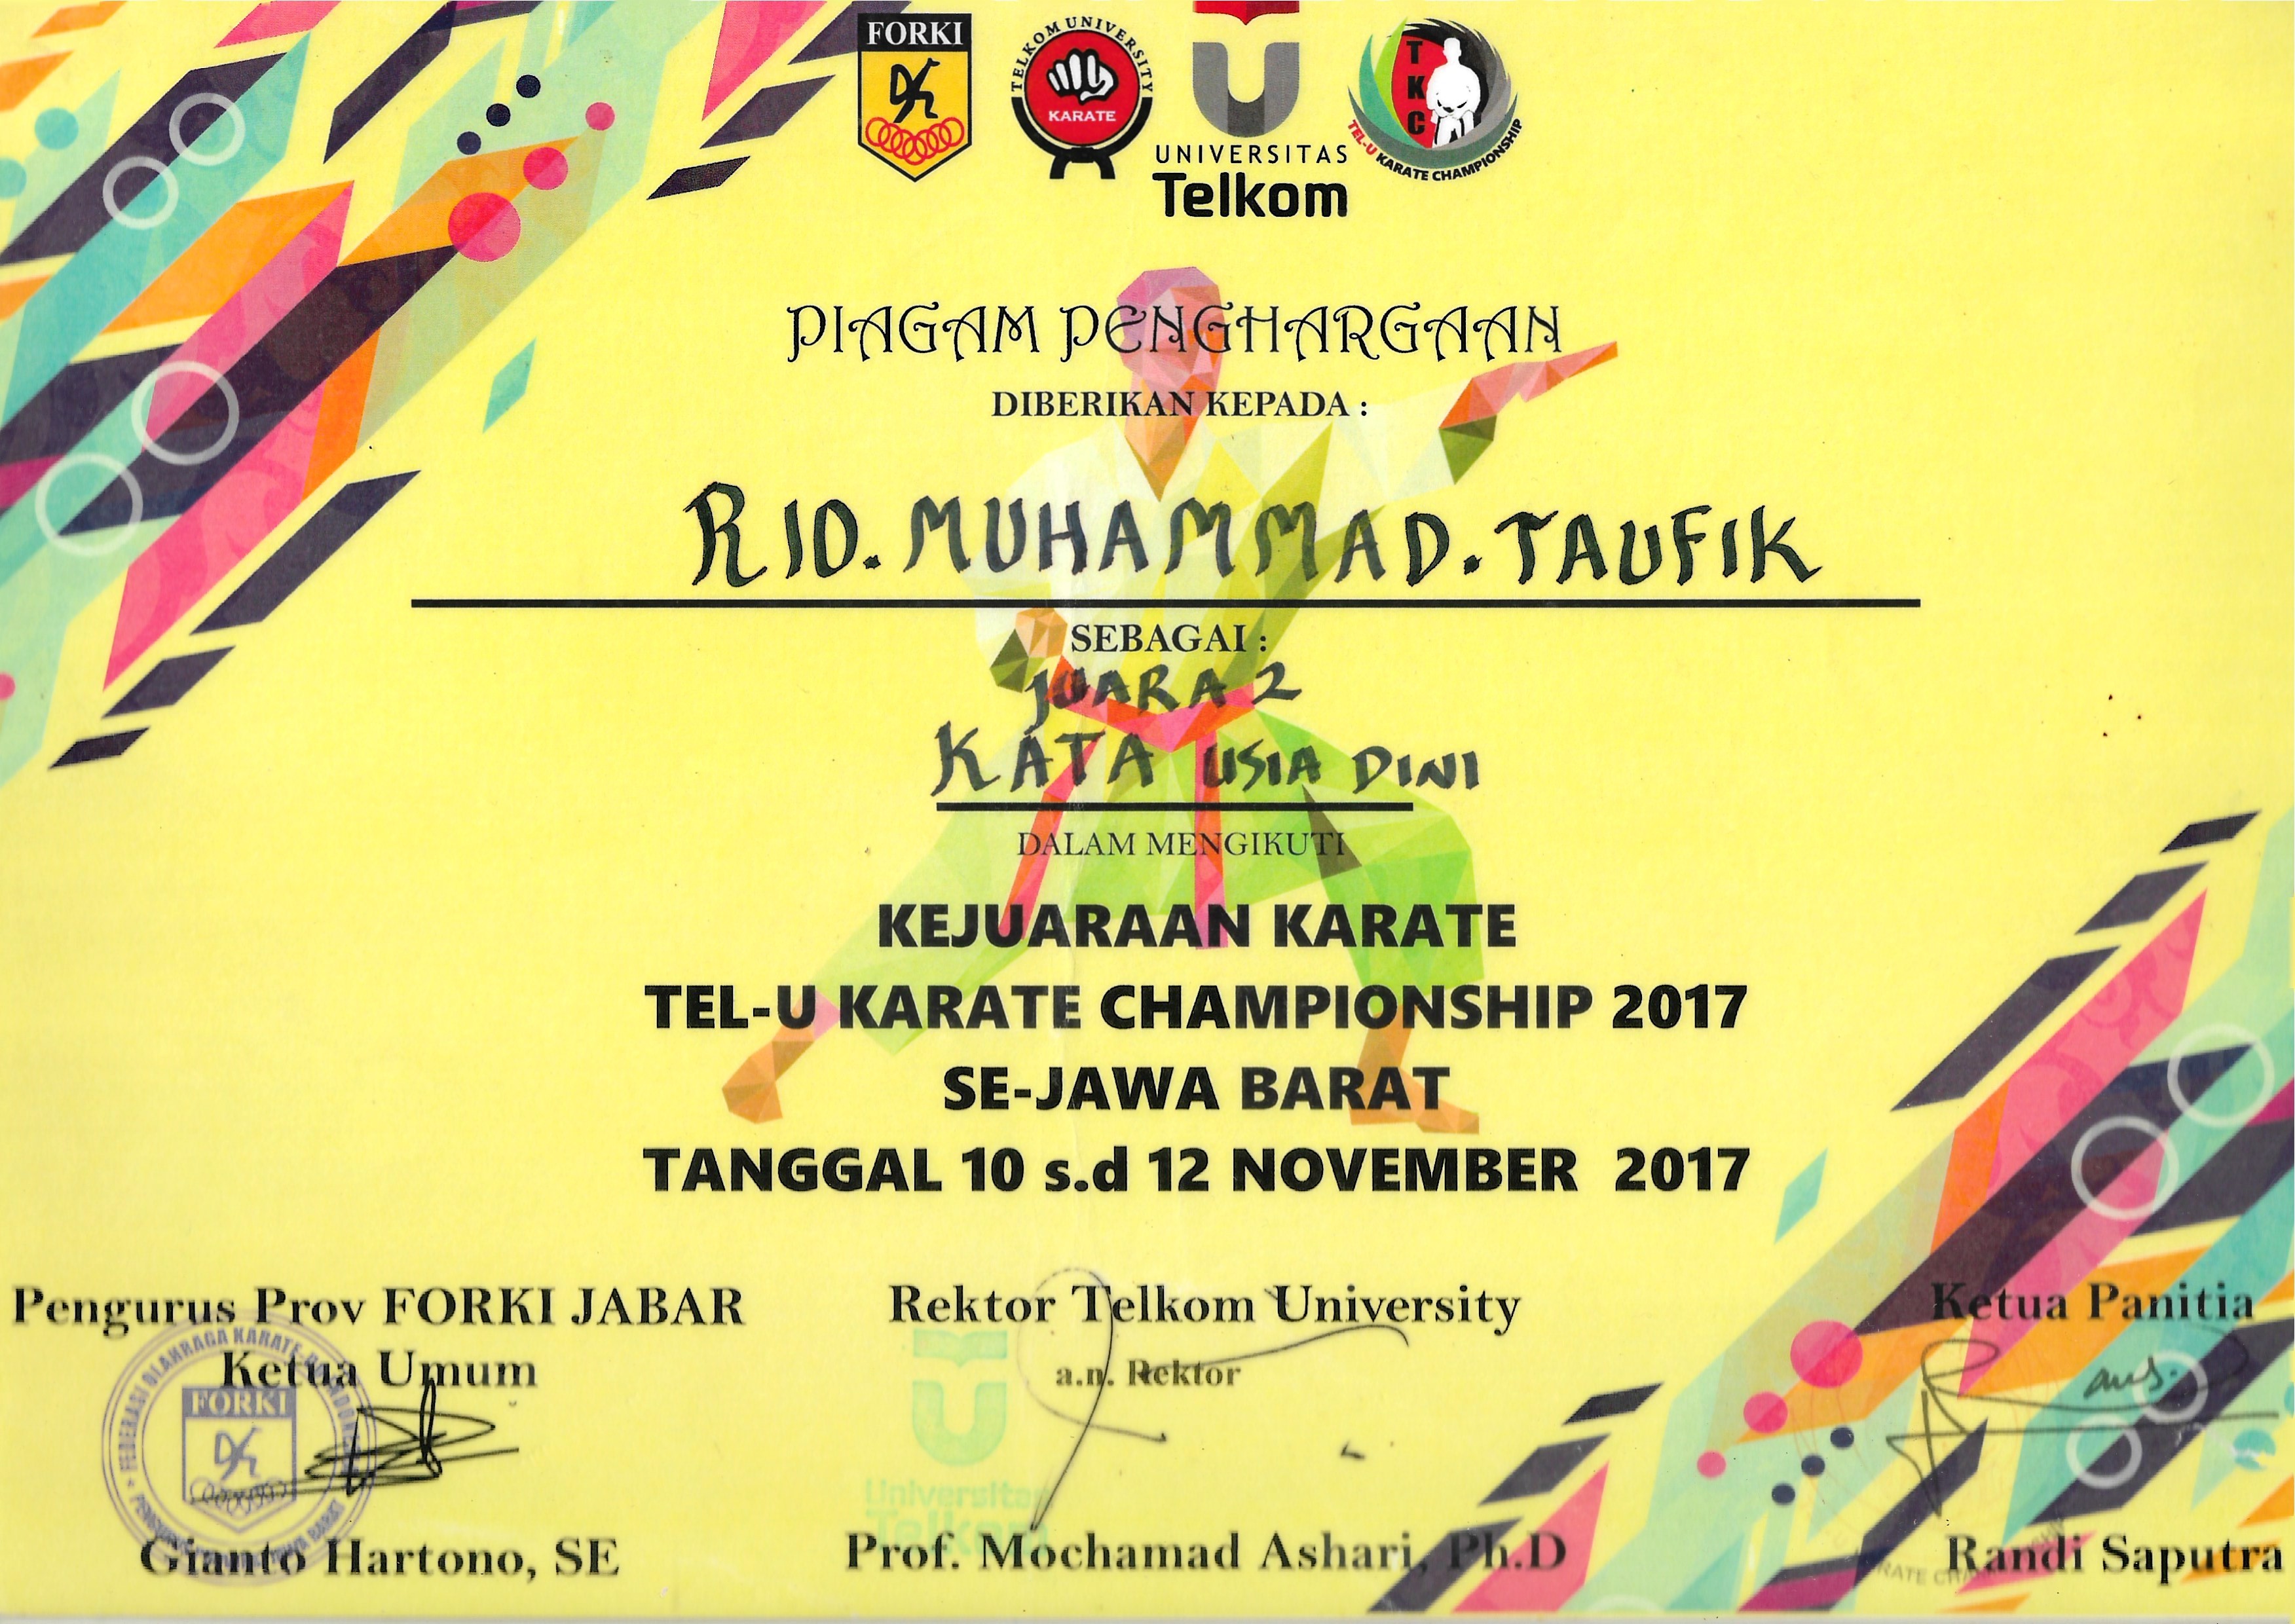 FORKI
TELKOM UNIVERSITY
KARATE
UNIVERSITAS
Telkom
TKC
TEL-U KARATE CHAMPIONSHIP
PIAGAM PENGHARGAAN
DIBERIKAN KEPADA :
RIO. MUHAMMAD. TAUFIK
SEBAGAI :
JUARA 2
KATA USIA DINI
DALAM MENGIKUTI
KEJUARAAN KARATE
TEL-U KARATE CHAMPIONSHIP 2017
SE-JAWA BARAT
TANGGAL 10 s.d 12 NOVEMBER 2017
Pengurus Prov FORKI JABAR
Ketua Umum
FORKI
Gianto Hartono, SE
Rektor Telkom University
a.n. Rektor
Universitas
Telkom
Prof. Mochamad Ashari, Ph.D
Ketua Panitia
Randi Saputra